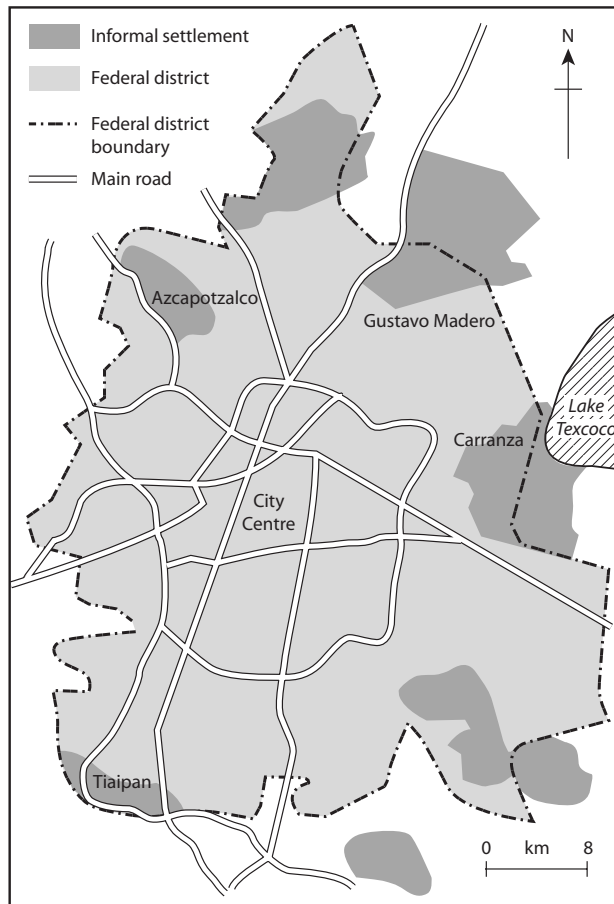 Informal settlement
Federal district
Federal district
boundary
Main road
N
Azcapotzalco
Gustavo Madero
Lake
Texcoco
Carranza
City
Centre
Tiaipan
0 km 8